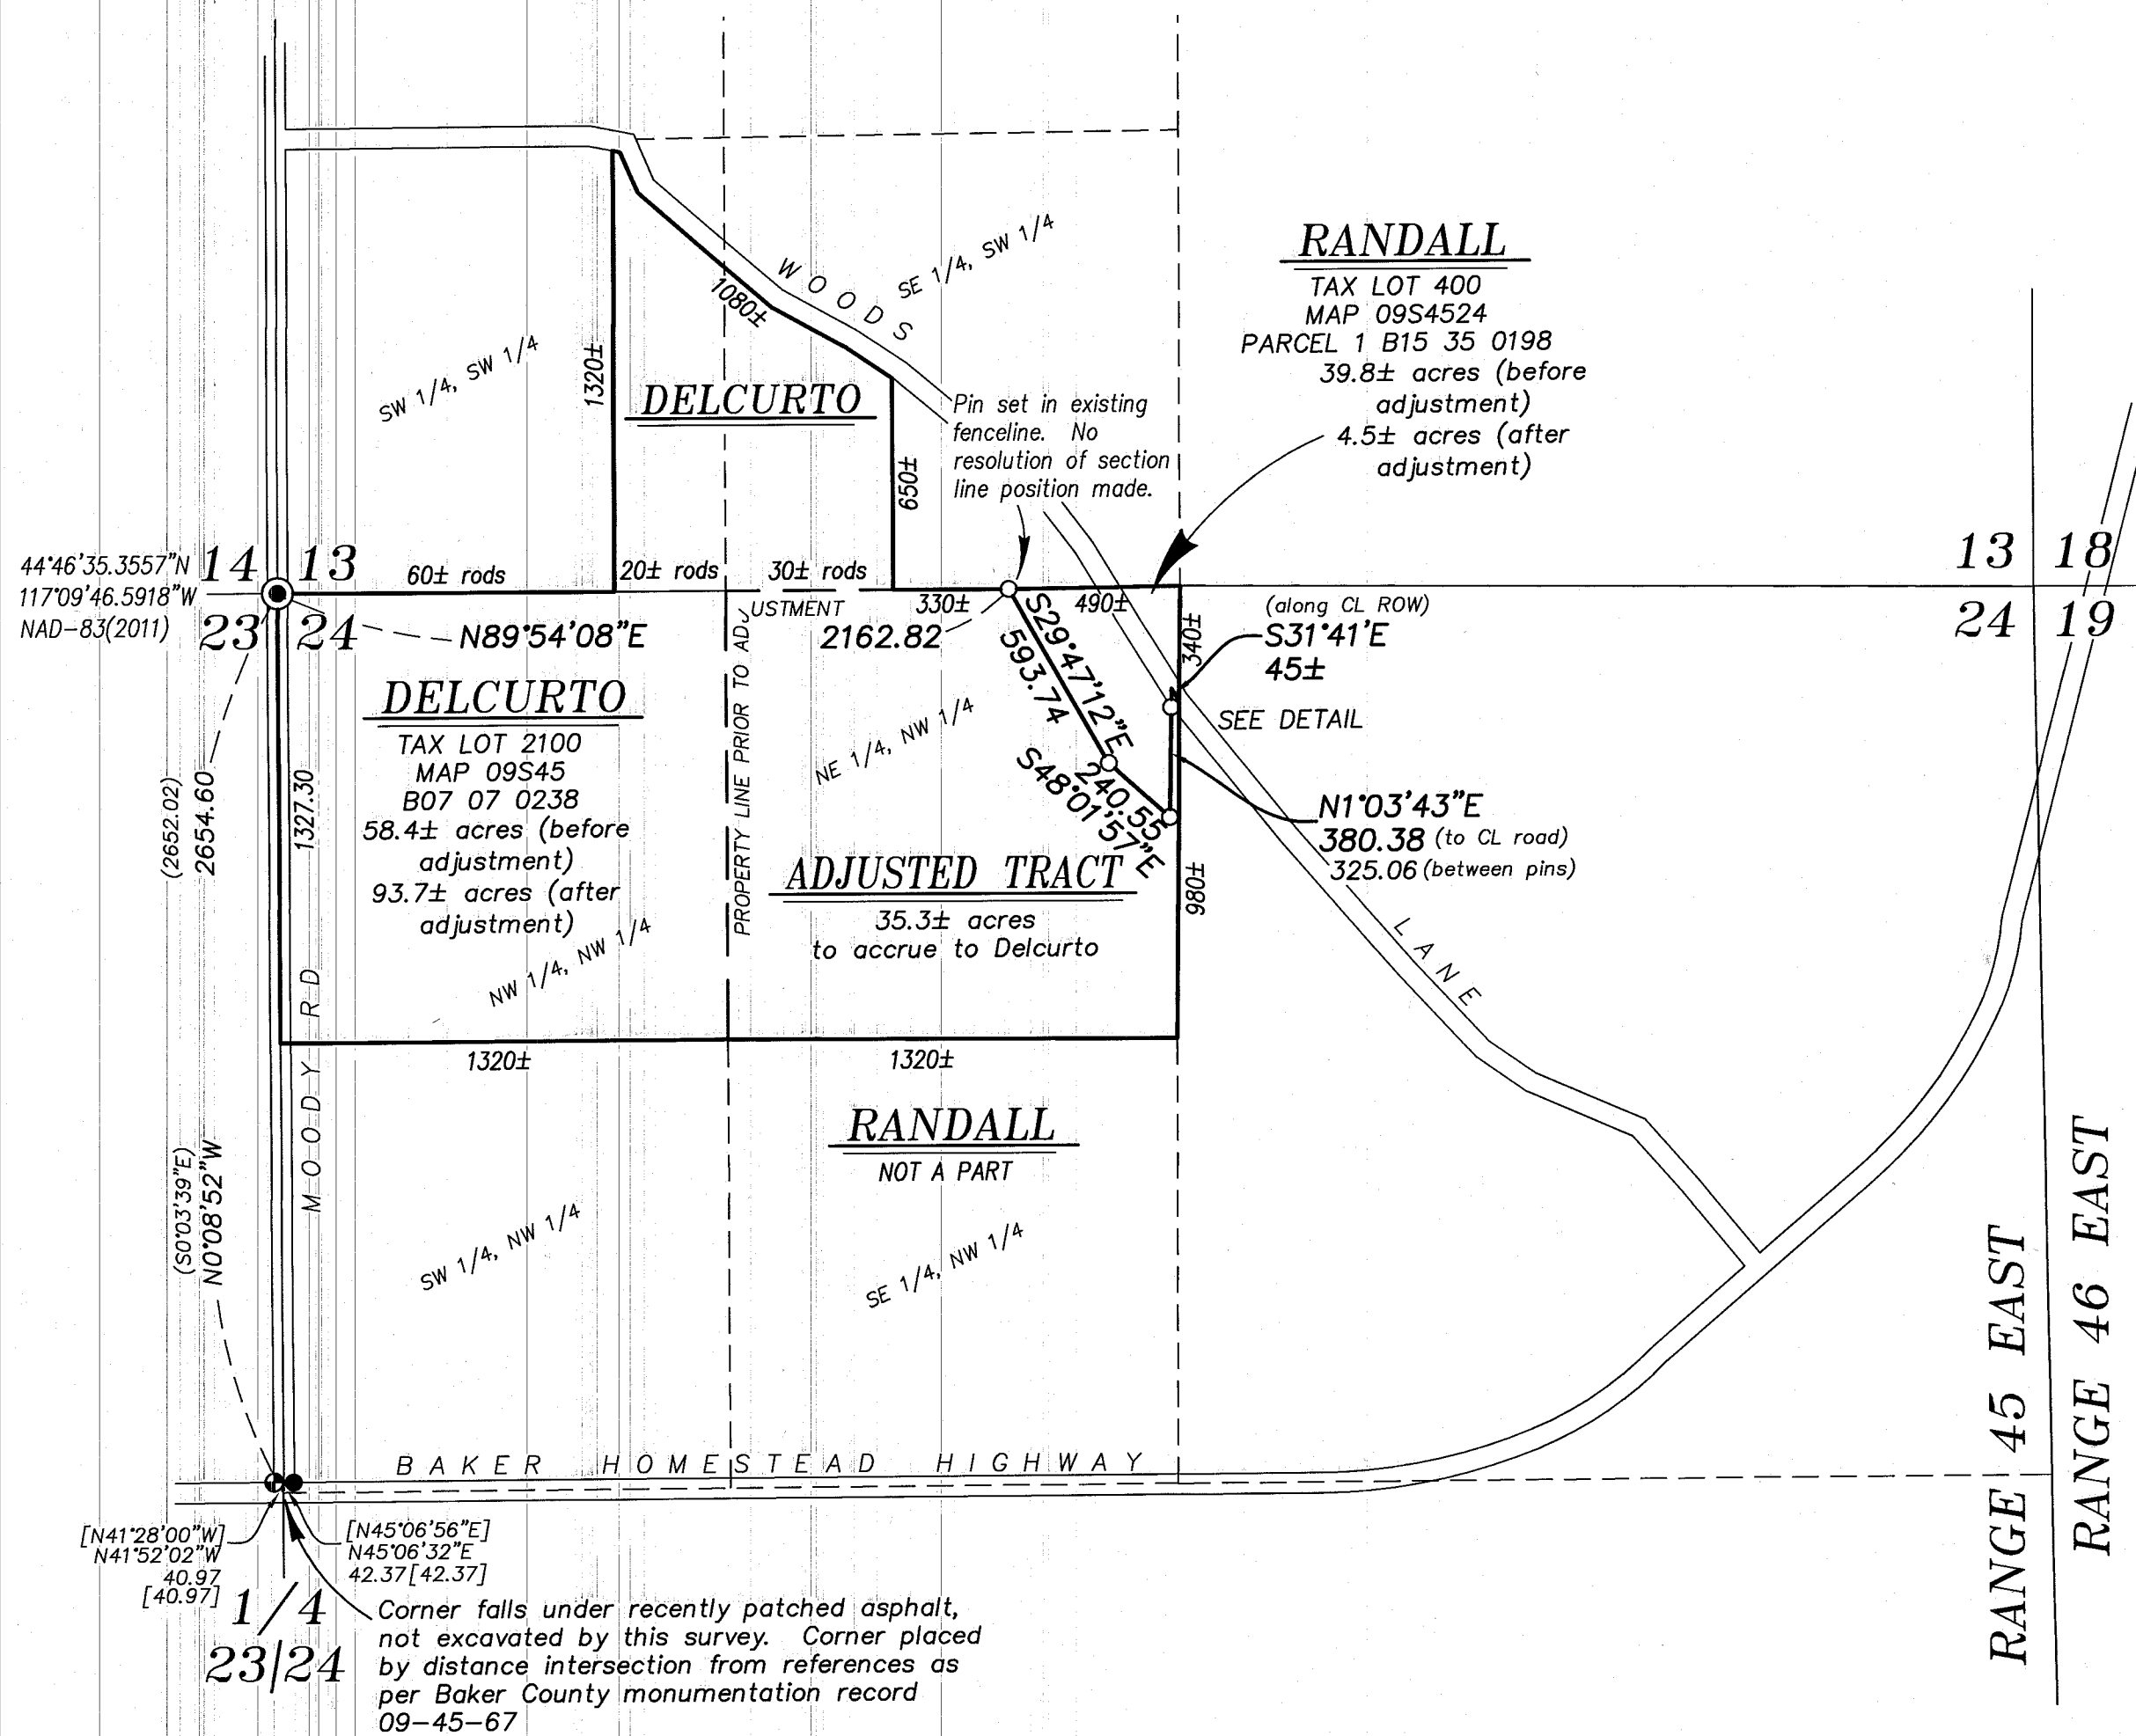 SE 1/4, SW 1/4
WOODS
1080±
SW 1/4, SW 1/4
1320±
DELCURTO
650±
RANDALL
TAX LOT 400
MAP 09S4524
PARCEL 1 B15 35 0198
39.8± acres (before
adjustment)
4.5± acres (after
adjustment)
Pin set in existing
fenceline. No
resolution of section
line position made.
44°46'35.3557"N
117°09'46.5918"W
NAD-83(2011)
14
13
23
24
60± rods
20± rods
30± rods
330±
490±
340±
13
18
24
19
N89°54'08"E
2162.82
(along CL ROW)
S31°41'E
45±
S29°47'12"E
593.74
240.55
S48°01'57"E
SEE DETAIL
N1°03'43"E
380.38 (to CL road)
325.06 (between pins)
DELCURTO
TAX LOT 2100
MAP 09S45
B07 07 0238
58.4± acres (before
adjustment)
93.7± acres (after
adjustment)
NW 1/4, NW 1/4
PROPERTY LINE PRIOR TO ADJUSTMENT
NE 1/4, NW 1/4
ADJUSTED TRACT
35.3± acres
to accrue to Delcurto
980±
LANE
(2652.02)
2654.60
1327.30
MOODY RD
1320±
1320±
RANDALL
NOT A PART
(S0°03'39"E)
N0°08'52"W
SW 1/4, NW 1/4
SE 1/4, NW 1/4
RANGE 45 EAST
RANGE 46 EAST
BAKER HOMESTEAD HIGHWAY
[N41°28'00"W]
N41°52'02"W
40.97
[40.97]
[N45°06'56"E]
N45°06'32"E
42.37[42.37]
1/4
23|24
Corner falls under recently patched asphalt,
not excavated by this survey. Corner placed
by distance intersection from references as
per Baker County monumentation record
09-45-67